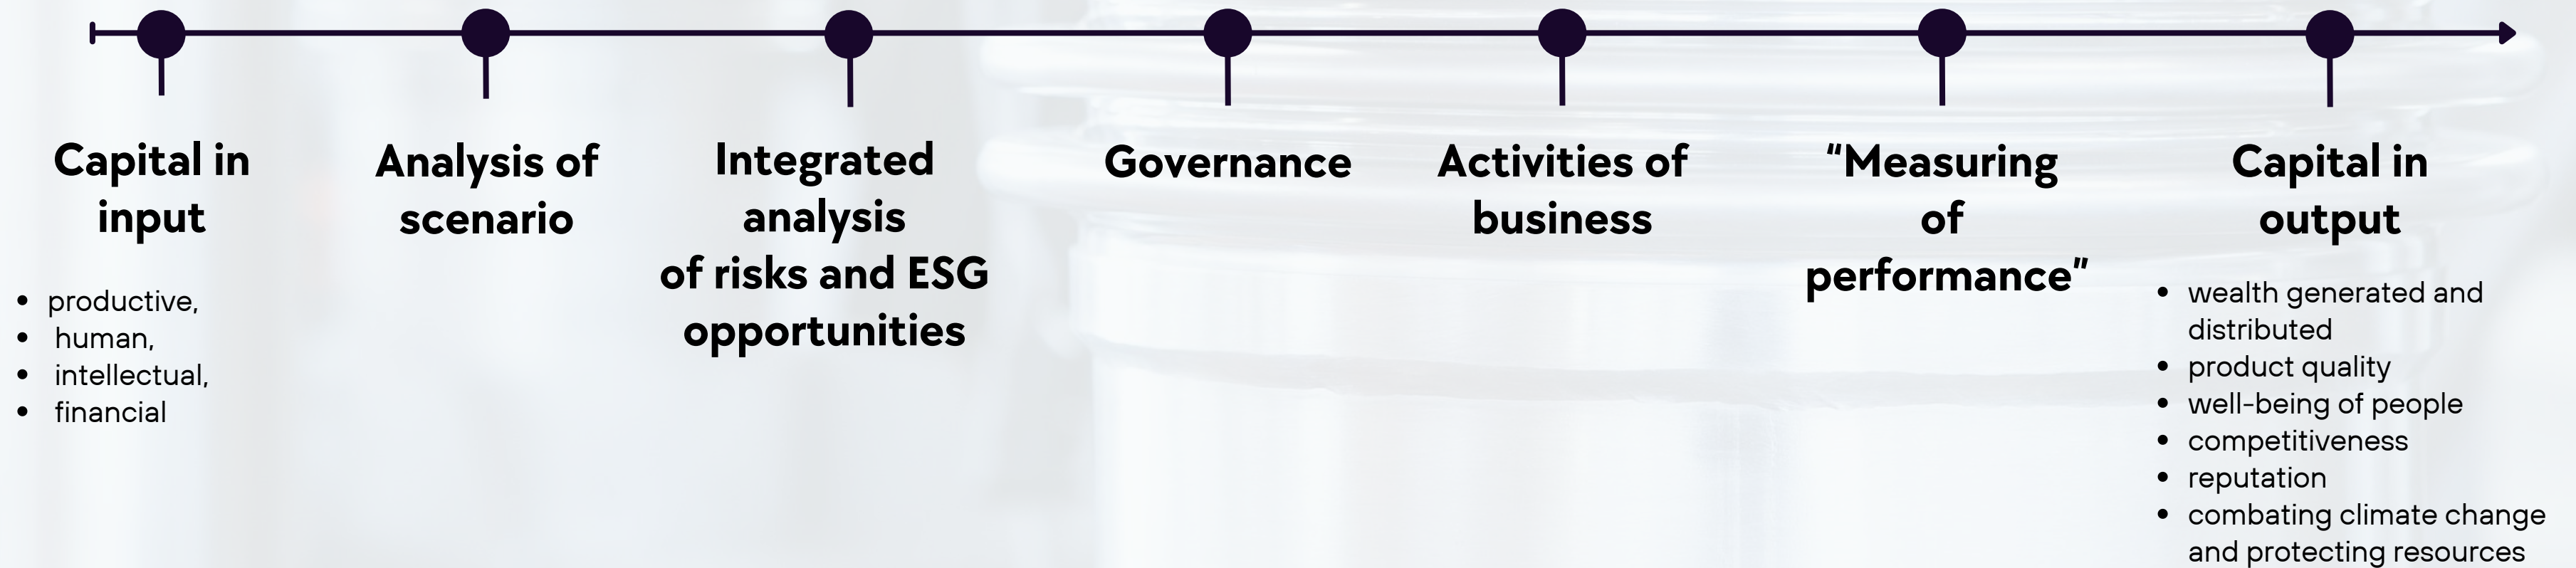 Capital in
input
• productive,
• human,
• intellectual,
• financial
Analysis of
scenario
Integrated
analysis
of risks and ESG
opportunities
Governance
Activities of
business
“Measuring
of
performance”
Capital in
output
• wealth generated and
distributed
• product quality
• well-being of people
• competitiveness
• reputation
• combating climate change
and protecting resources